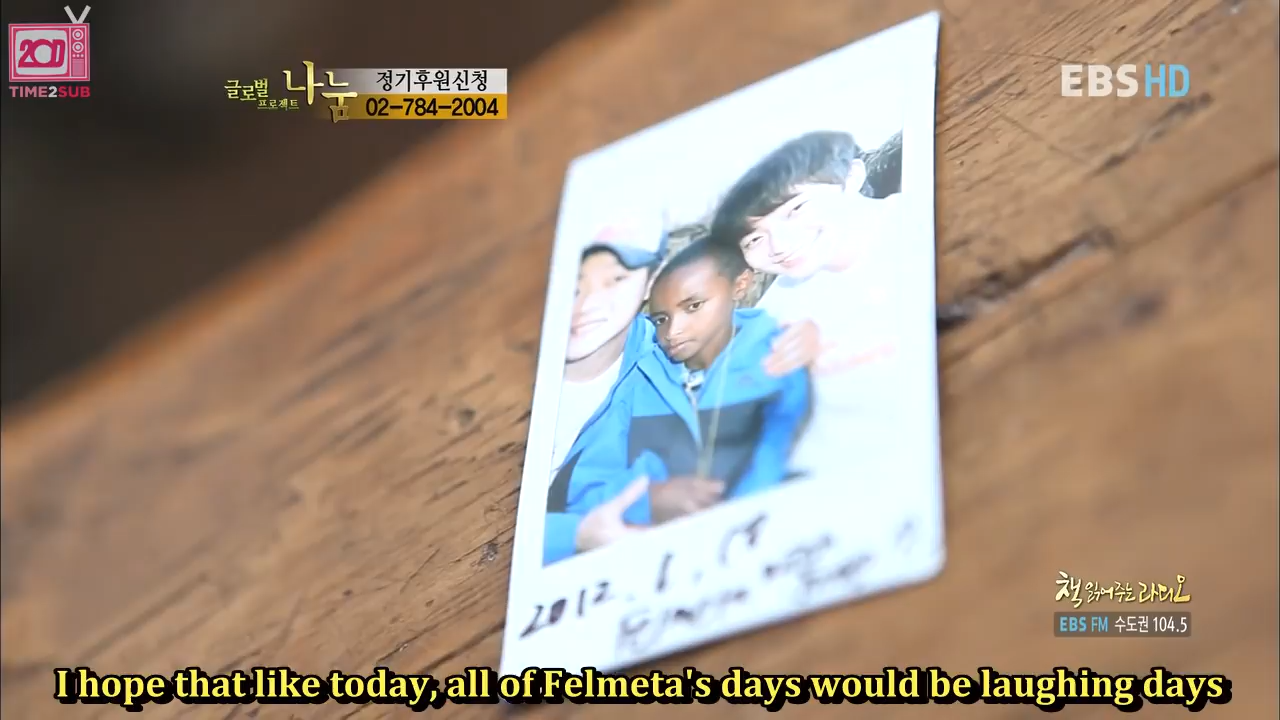 2CD
TIME2SUB
글로벌
프로젝트
나눔
정기후원신청
02-784-2004
EBS HD
2012. 1. 18
책 읽어주는 라디오
EBS FM 수도권 104.5
I hope that like today, all of Felmeta's days would be laughing days